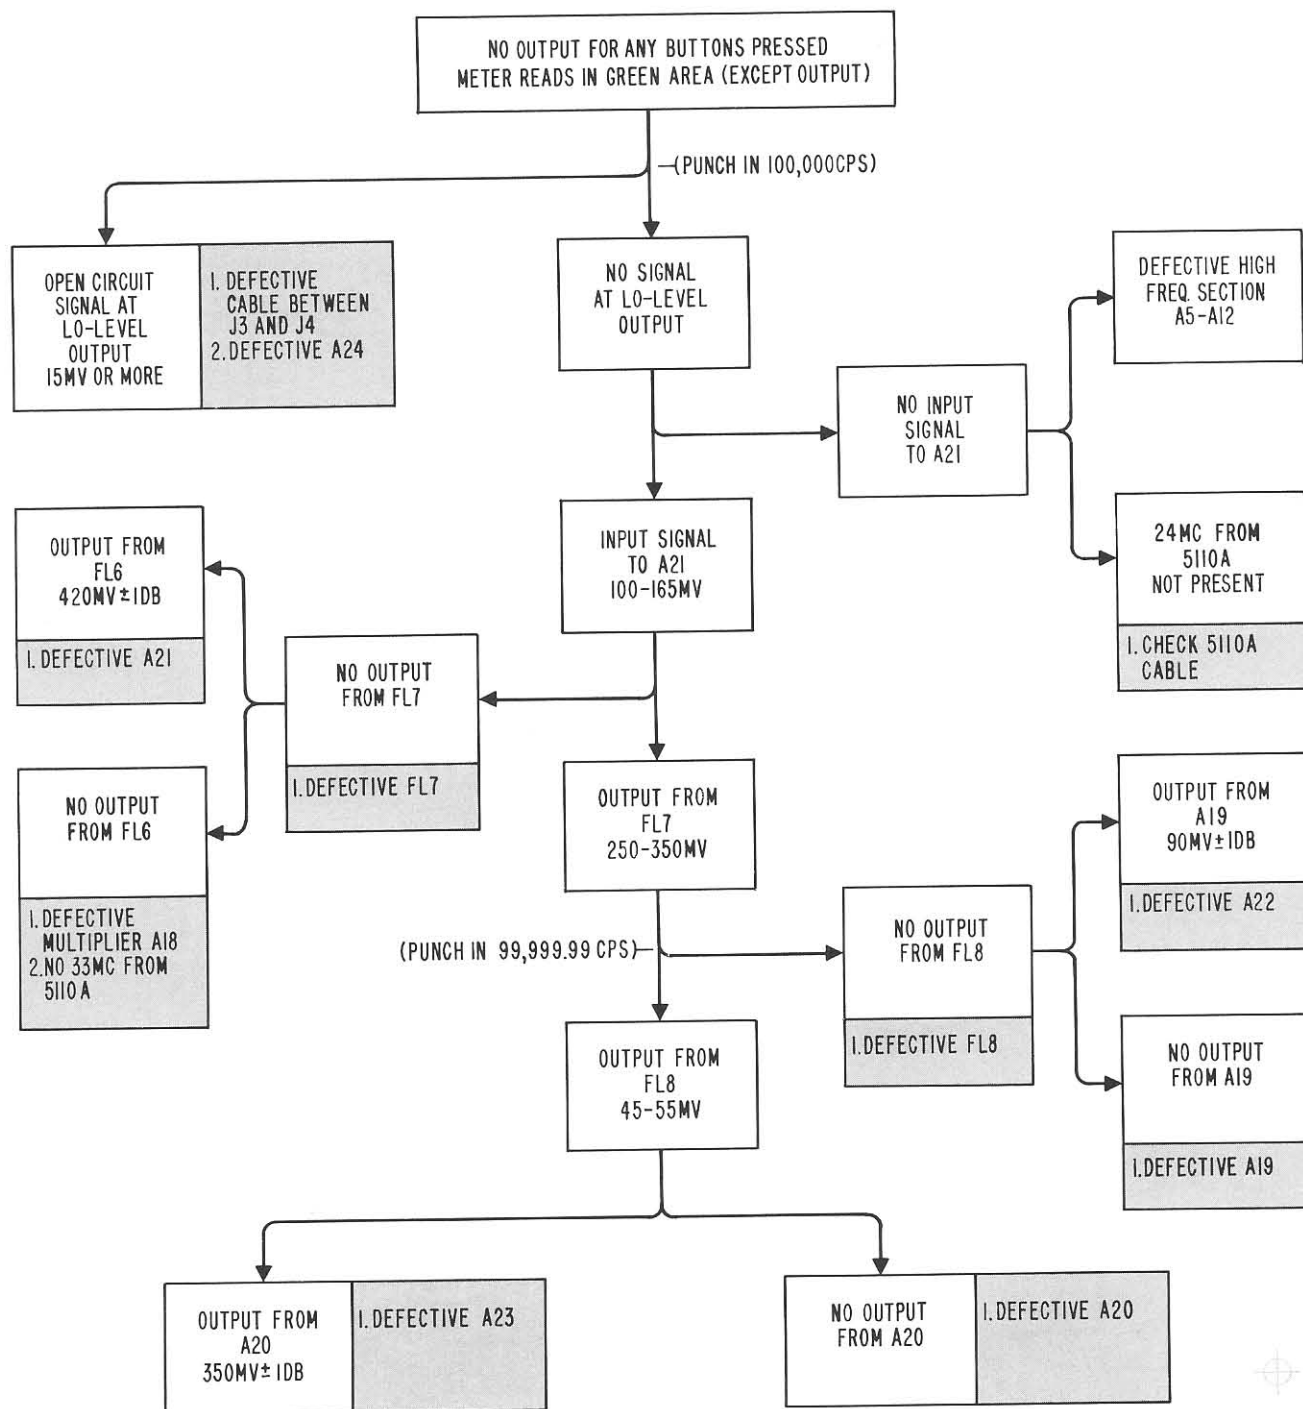 NO OUTPUT FOR ANY BUTTONS PRESSED
METER READS IN GREEN AREA (EXCEPT OUTPUT)
(PUNCH IN 100,000CPS)
OPEN CIRCUIT
SIGNAL AT
LO-LEVEL
OUTPUT
15MV OR MORE
1. DEFECTIVE
CABLE BETWEEN
J3 AND J4
2. DEFECTIVE A24
NO SIGNAL
AT LO-LEVEL
OUTPUT
DEFECTIVE HIGH
FREQ. SECTION
A5-A12
NO INPUT
SIGNAL
TO A21
24MC FROM
5110A
NOT PRESENT
1. CHECK 5110A
CABLE
INPUT SIGNAL
TO A21
100-165MV
OUTPUT FROM
FL6
420MV±1DB
1. DEFECTIVE A21
NO OUTPUT
FROM FL7
1. DEFECTIVE FL7
NO OUTPUT
FROM FL6
1. DEFECTIVE
MULTIPLIER A18
2. NO 33MC FROM
5110A
OUTPUT FROM
FL7
250-350MV
(PUNCH IN 99,999.99 CPS)
NO OUTPUT
FROM FL8
1. DEFECTIVE FL8
OUTPUT FROM
A19
90MV±1DB
1. DEFECTIVE A22
NO OUTPUT
FROM A19
1. DEFECTIVE A19
OUTPUT FROM
FL8
45-55MV
OUTPUT FROM
A20
350MV±1DB
1. DEFECTIVE A23
NO OUTPUT
FROM A20
1. DEFECTIVE A20